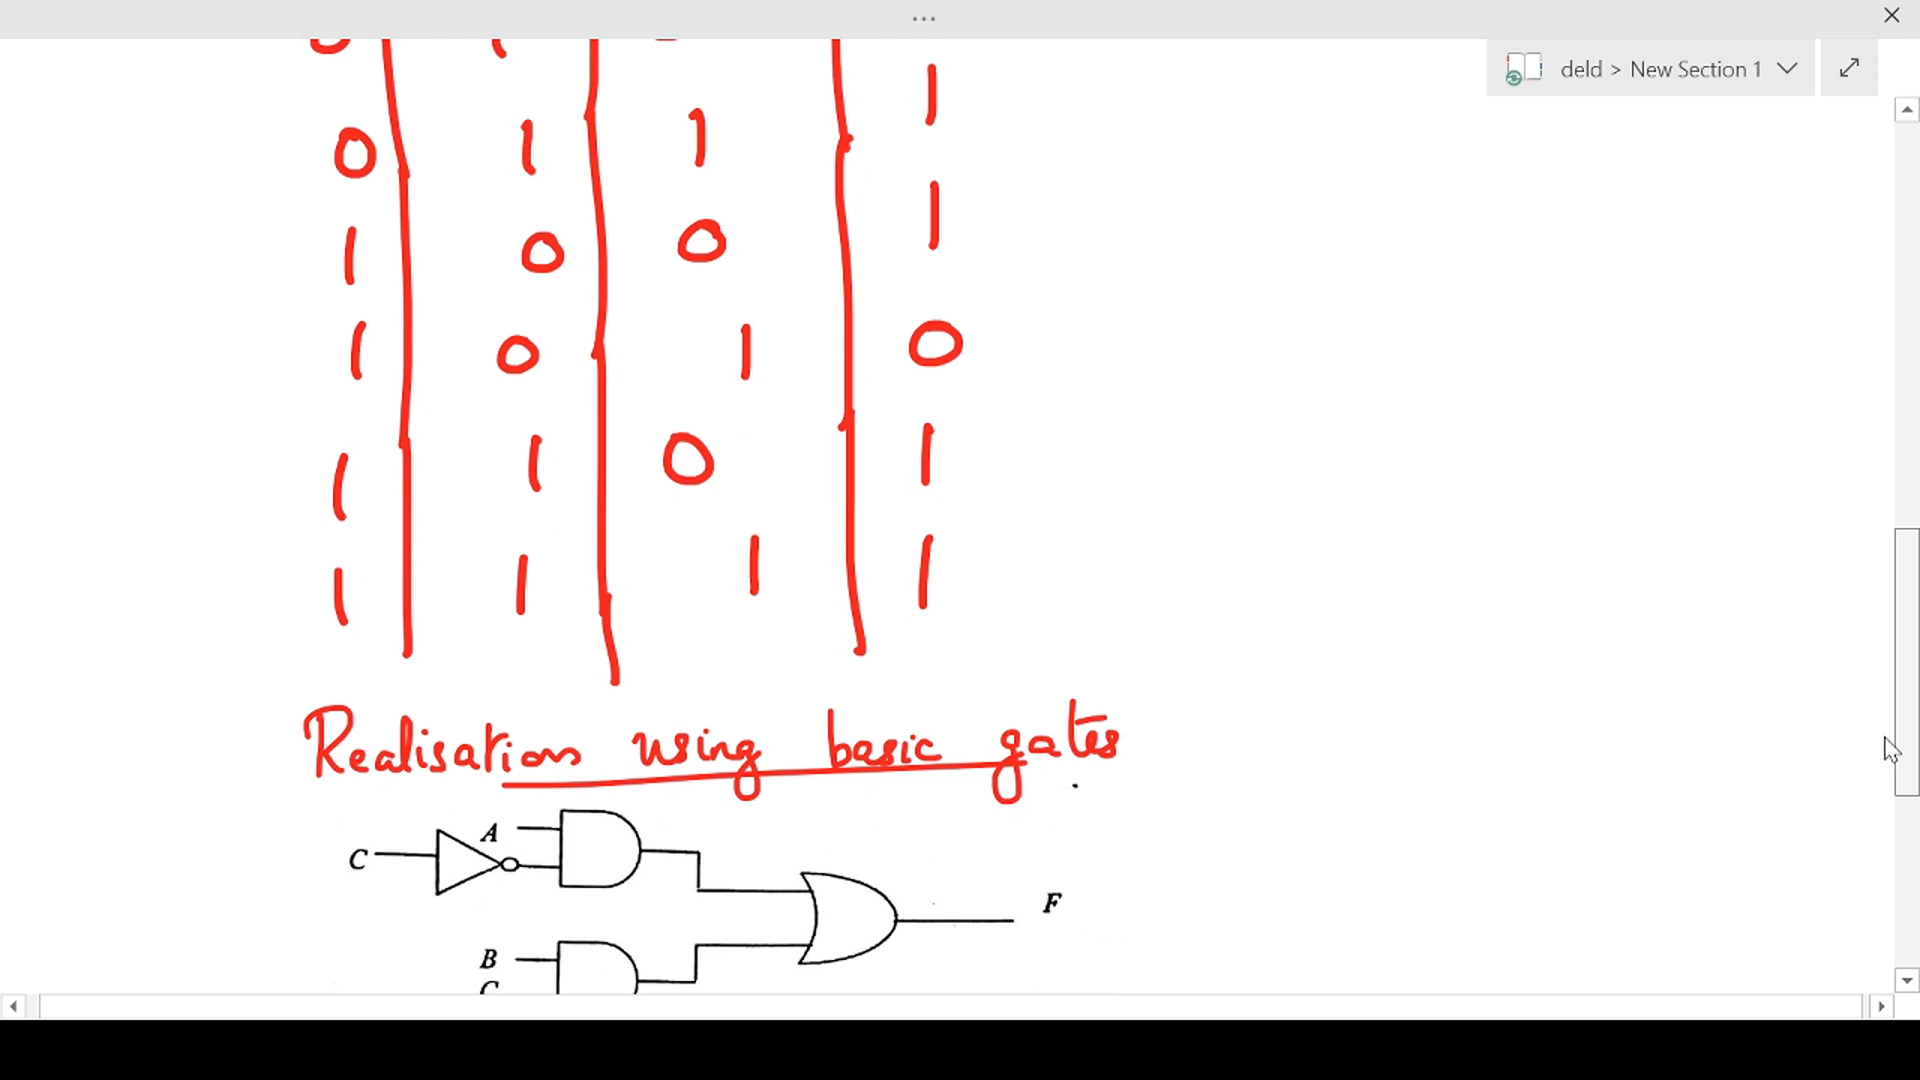 ...
deld > New Section 1
1
0 1 1
1
1 0 0
1 0 1 0
1 1 0 1
1 1 1 1
Realisation using basic gates
A
C
F
B
C